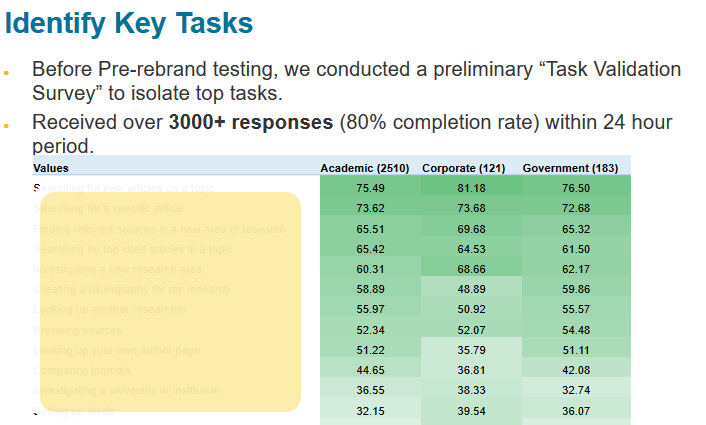 Identify Key Tasks
Before Pre-rebrand testing, we conducted a preliminary “Task Validation
Survey” to isolate top tasks.
Received over 3000+ responses (80% completion rate) within 24 hour
period.
Values Academic (2510) Corporate (121) Government (183)
Searching for new articles on a topic 75.49 81.18 76.50
Searching for a specific article 73.62 73.68 72.68
Finding relevant sources in a new area of research 65.51 69.68 65.32
Searching for top cited articles in a topic 65.42 64.53 61.50
Investigating a new research area 60.31 68.66 62.17
Creating a bibliography for my research 58.89 48.89 59.86
Looking up another researcher 55.97 50.92 55.57
Browsing sources 52.34 52.07 54.48
Looking up your own author page 51.22 35.79 51.11
Comparing journals 44.65 36.81 42.08
Investigating a university or institution 36.55 38.33 32.74
Setting up alerts 32.15 39.54 36.07